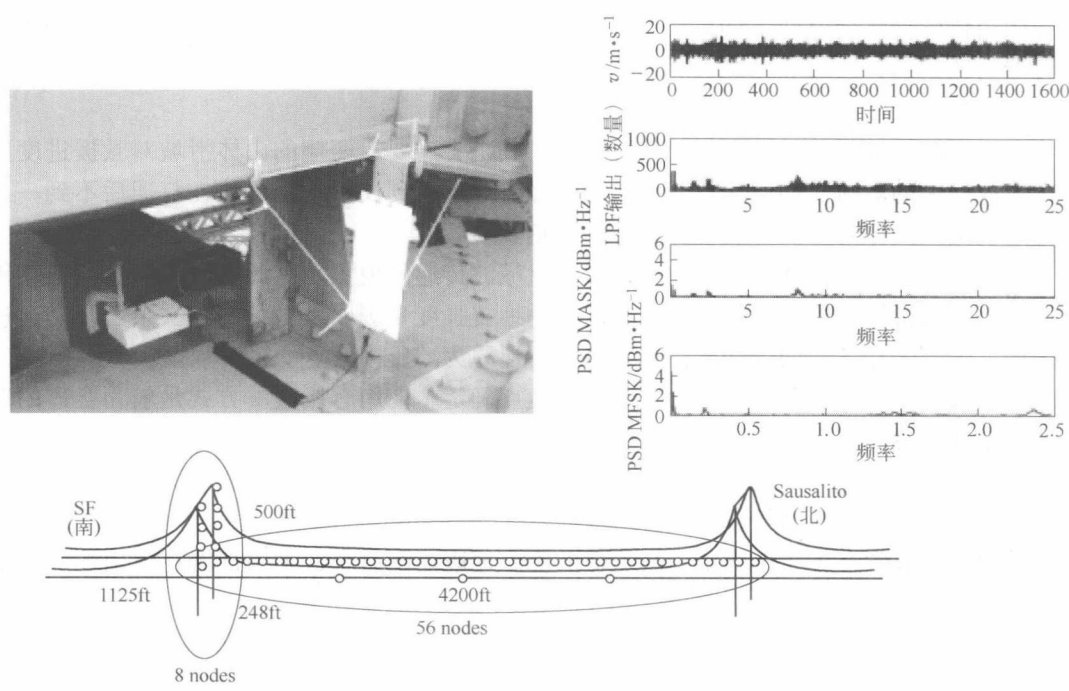 v/m·s⁻¹
20
0
−20
0 200 400 600 800 1000 1200 1400 1600
时间
LPF输出（数量）
1000
500
0
5 10 15 20 25
频率
PSD MASK/dBm·Hz⁻¹
6
4
2
0
5 10 15 20 25
频率
PSD MFSK/dBm·Hz⁻¹
6
4
2
0
0.5 1.0 1.5 2.0 2.5
频率
SF
(南)
500ft
Sausalito
(北)
1125ft
248ft
4200ft
56 nodes
8 nodes